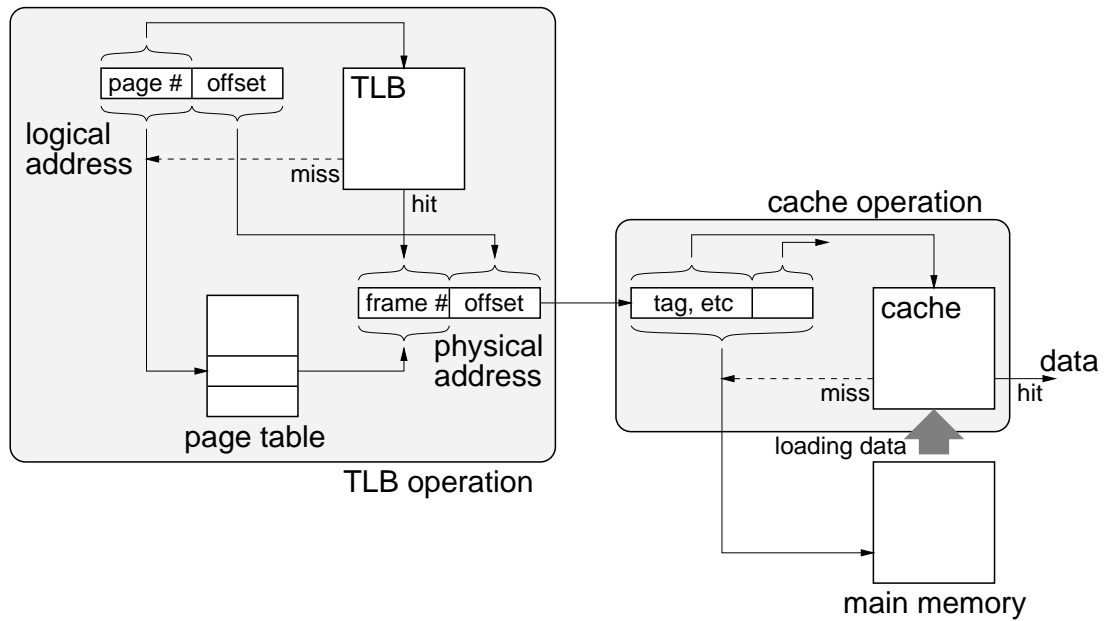 page #
offset
TLB
logical
address
miss
hit
frame #
offset
physical
address
page table
TLB operation
cache operation
tag, etc
cache
miss
hit
data
loading data
main memory